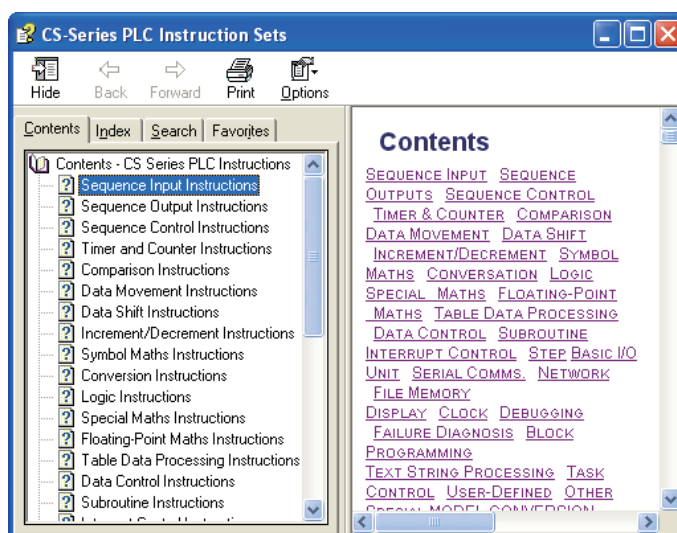 CS-Series PLC Instruction Sets
Hide Back Forward Print Options
Contents Index Search Favorites
Contents - CS Series PLC Instructions
Sequence Input Instructions
Sequence Output Instructions
Sequence Control Instructions
Timer and Counter Instructions
Comparison Instructions
Data Movement Instructions
Data Shift Instructions
Increment/Decrement Instructions
Symbol Maths Instructions
Conversion Instructions
Logic Instructions
Special Maths Instructions
Floating-Point Maths Instructions
Table Data Processing Instructions
Data Control Instructions
Subroutine Instructions
Contents
SEQUENCE INPUT SEQUENCE
OUTPUTS SEQUENCE CONTROL
TIMER & COUNTER COMPARISON
DATA MOVEMENT DATA SHIFT
INCREMENT/DECREMENT SYMBOL
MATHS CONVERSATION LOGIC
SPECIAL MATHS FLOATING-POINT
MATHS TABLE DATA PROCESSING
DATA CONTROL SUBROUTINE
INTERRUPT CONTROL STEP BASIC I/O
UNIT SERIAL COMMS. NETWORK
FILE MEMORY
DISPLAY CLOCK DEBUGGING
FAILURE DIAGNOSIS BLOCK
PROGRAMMING
TEXT STRING PROCESSING TASK
CONTROL USER-DEFINED OTHER
SPECIAL MODEL CONVERSION